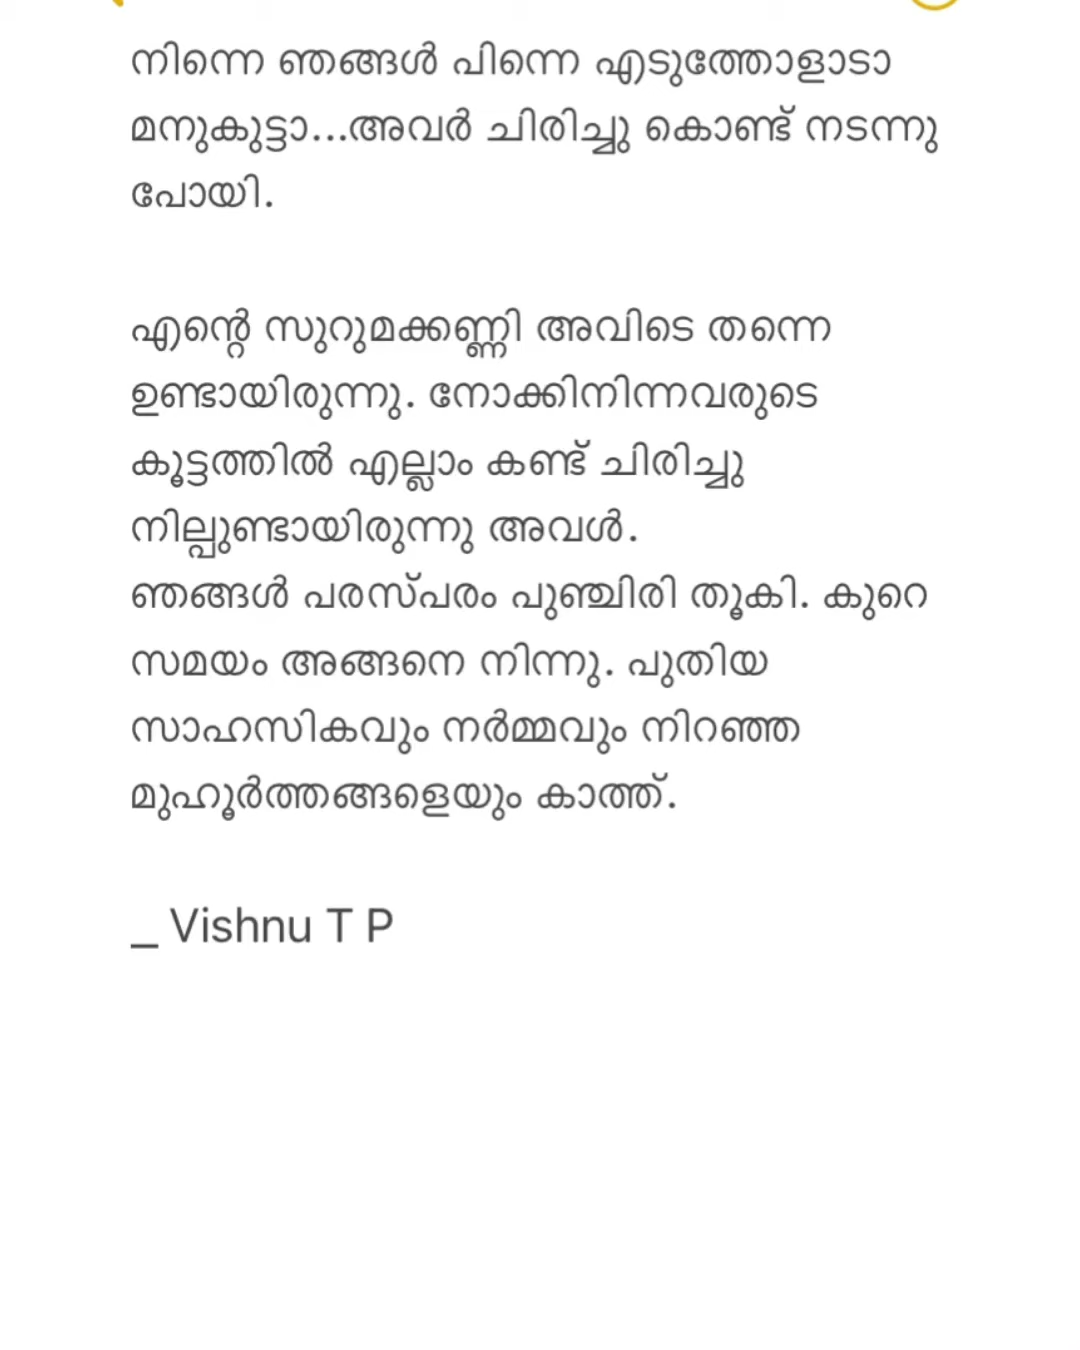 നിന്നെ ഞങ്ങൾ പിന്നെ എടുത്തോളാടാ
മനുകുട്ടാ...അവർ ചിരിച്ചു കൊണ്ട് നടന്നു
പോയി.
എന്റെ സുറുമക്കണ്ണി അവിടെ തന്നെ
ഉണ്ടായിരുന്നു. നോക്കിനിന്നവരുടെ
കൂട്ടത്തിൽ എല്ലാം കണ്ട് ചിരിച്ചു
നില്പുണ്ടായിരുന്നു അവൾ.
ഞങ്ങൾ പരസ്പരം പുഞ്ചിരി തൂകി. കുറെ
സമയം അങ്ങനെ നിന്നു. പുതിയ
സാഹസികവും നർമ്മവും നിറഞ്ഞ
മുഹൂർത്തങ്ങളെയും കാത്ത്.
_ Vishnu T P